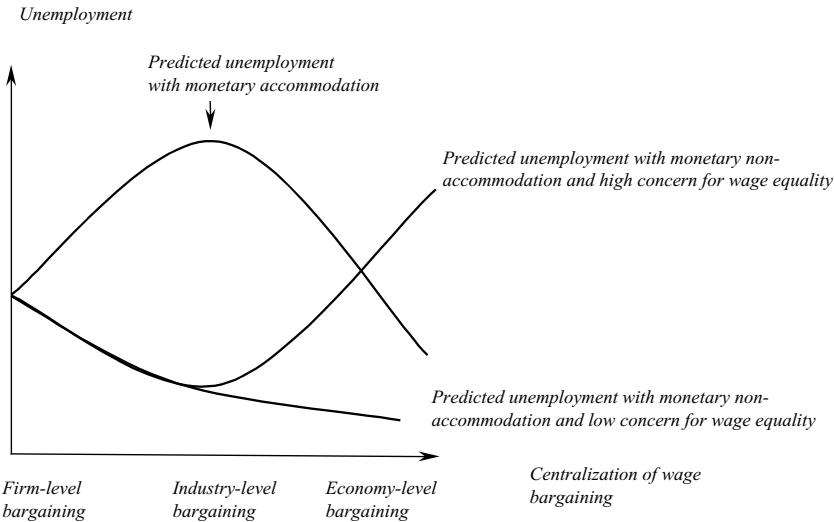 Unemployment
Predicted unemployment
with monetary accommodation
Predicted unemployment with monetary non-
accommodation and high concern for wage equality
Predicted unemployment with monetary non-
accommodation and low concern for wage equality
Firm-level
bargaining
Industry-level
bargaining
Economy-level
bargaining
Centralization of wage
bargaining